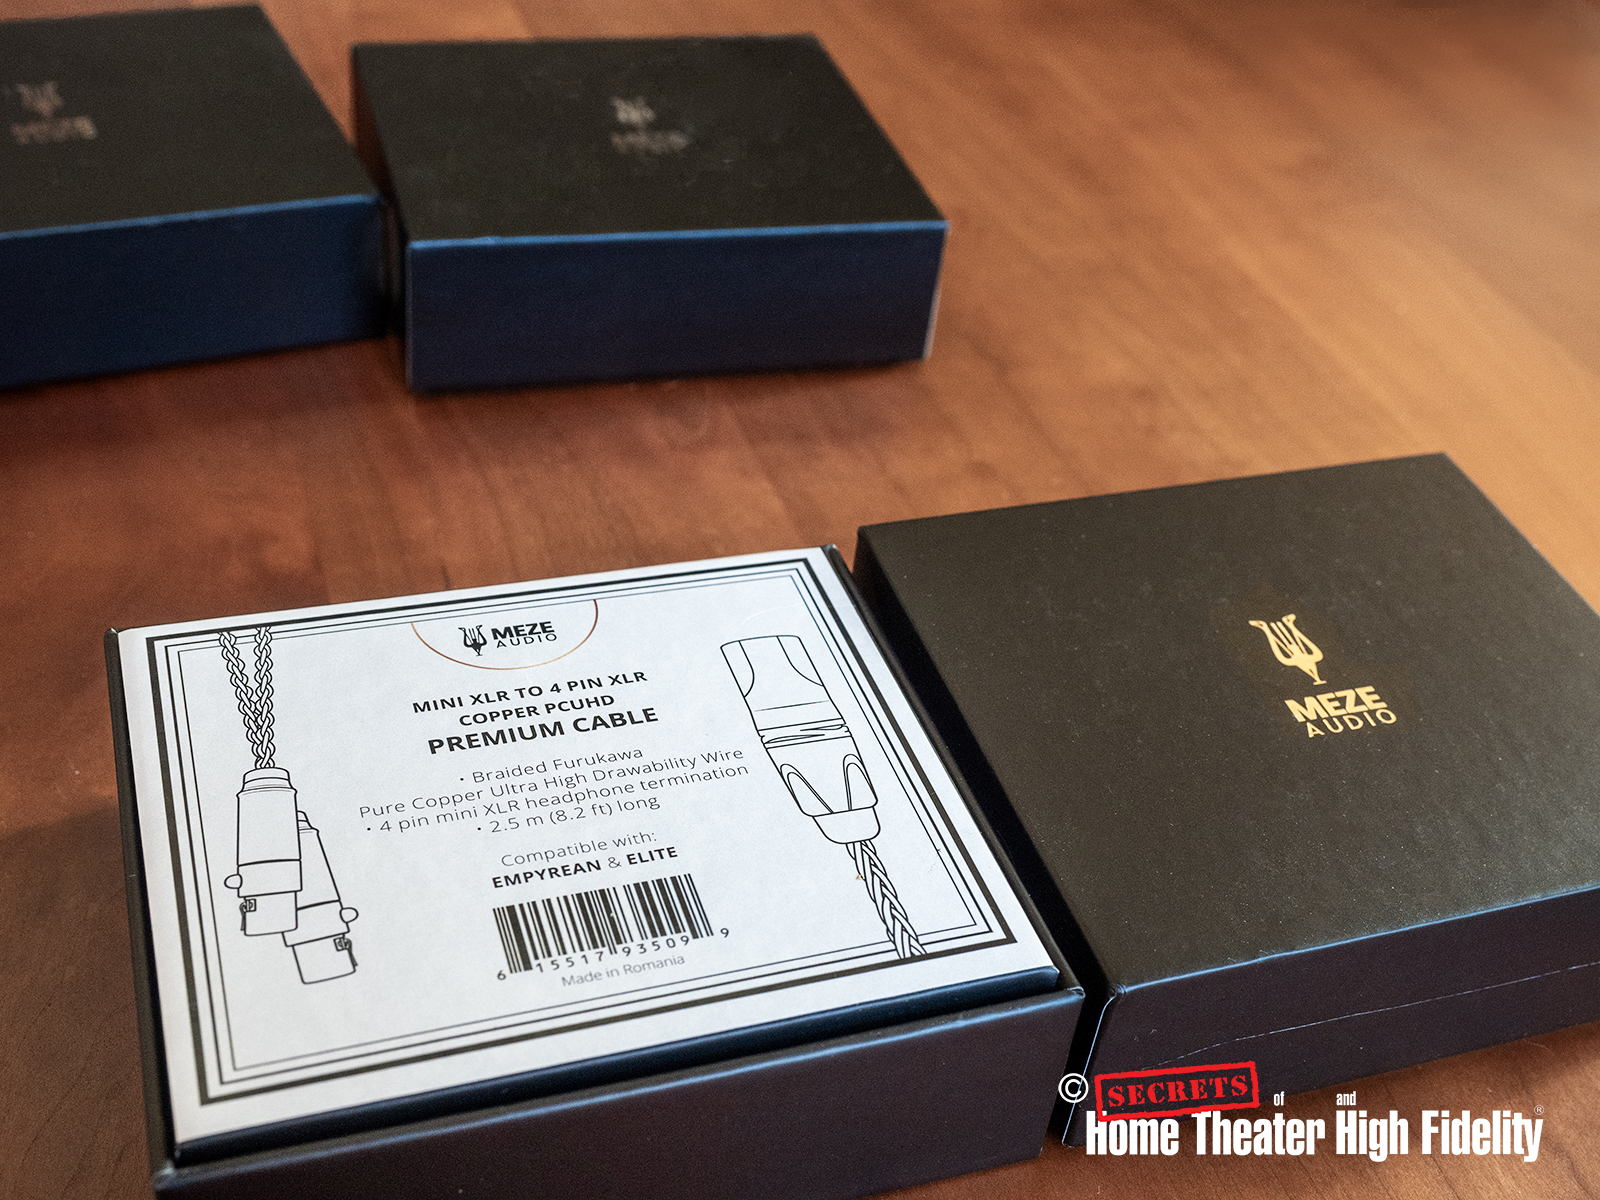 MEZE
AUDIO
MINI XLR TO 4 PIN XLR
COPPER PCUHD
PREMIUM CABLE
• Braided Furukawa
Pure Copper Ultra High Drawability Wire
• 4 pin mini XLR headphone termination
• 2.5 m (8.2 ft) long
Compatible with:
EMPYREAN & ELITE
6 15517 93509 9
Made in Romania
MEZE
AUDIO
© SECRETS of and
Home Theater High Fidelity®